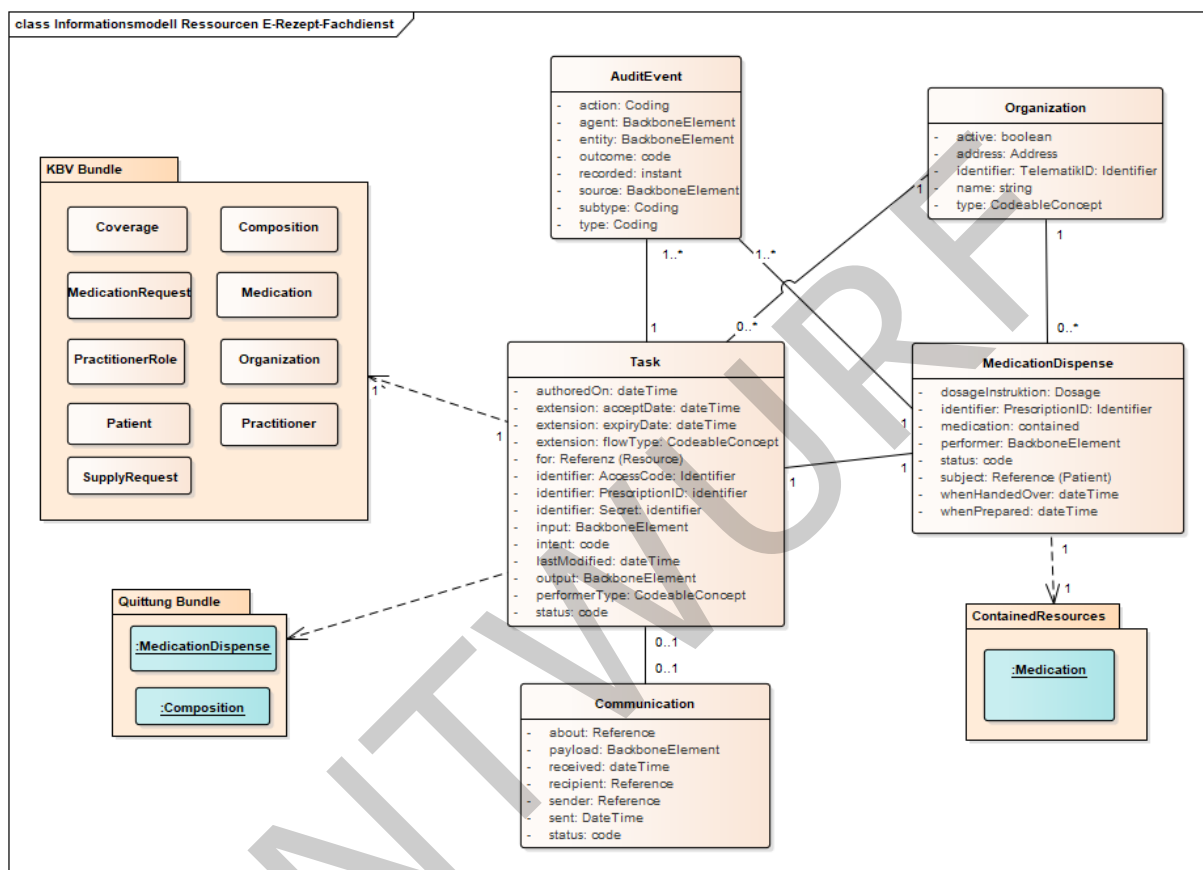 class Informationsmodell Ressourcen E-Rezept-Fachdienst
AuditEvent
- action: Coding
- agent: BackboneElement
- entity: BackboneElement
- outcome: code
- recorded: instant
- source: BackboneElement
- subtype: Coding
- type: Coding
Organization
- active: boolean
- address: Address
- identifier: TelematikID: Identifier
- name: string
- type: CodeableConcept
KBV Bundle
Coverage
Composition
MedicationRequest
Medication
PractitionerRole
Organization
Patient
Practitioner
SupplyRequest
1..*
1..*
1
1
1
0..*
0..*
Task
- authoredOn: dateTime
- extension: acceptDate: dateTime
- extension: expiryDate: dateTime
- extension: flowType: CodeableConcept
- for: Referenz (Resource)
- identifier: AccessCode: Identifier
- identifier: PrescriptionID: identifier
- identifier: Secret: identifier
- input: BackboneElement
- intent: code
- lastModified: dateTime
- output: BackboneElement
- performerType: CodeableConcept
- status: code
MedicationDispense
- dosageInstruktion: Dosage
- identifier: PrescriptionID: Identifier
- medication: contained
- performer: BackboneElement
- status: code
- subject: Reference (Patient)
- whenHandedOver: dateTime
- whenPrepared: dateTime
1`
1
1
1
1
1
1
Quittung Bundle
:MedicationDispense
:Composition
ContainedResources
:Medication
0..1
0..1
Communication
- about: Reference
- payload: BackboneElement
- received: dateTime
- recipient: Reference
- sender: Reference
- sent: DateTime
- status: code
NTWURF